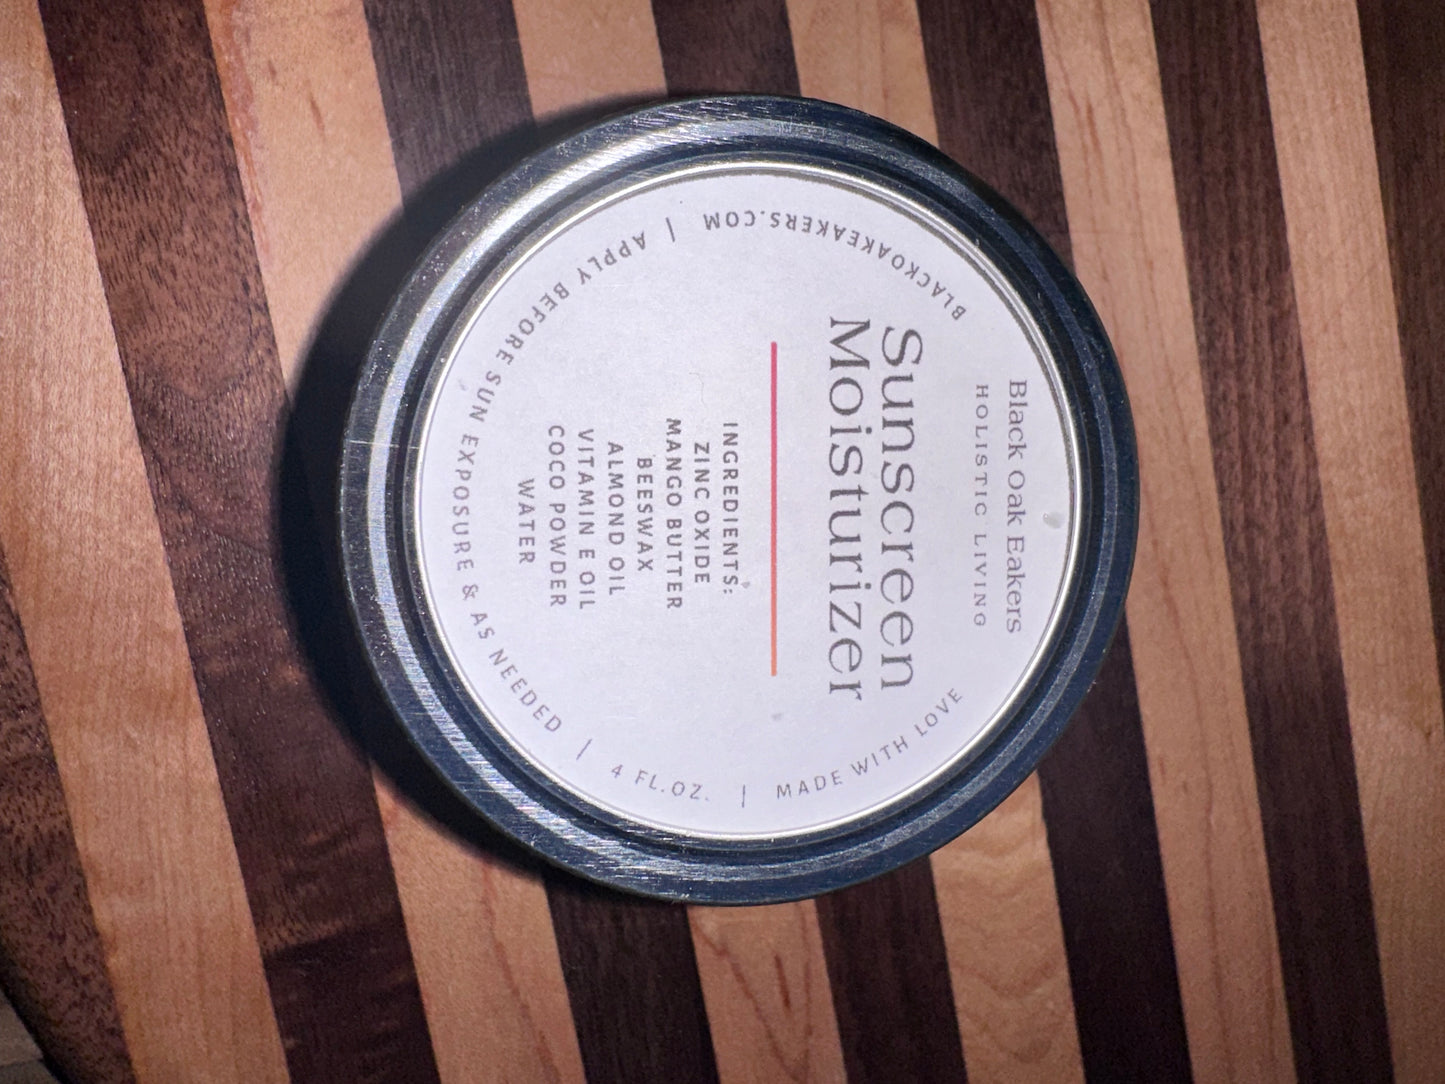 Black Oak Eakers
HOLISTIC LIVING
Sunscreen
Moisturizer
INGREDIENTS:
ZINC OXIDE
MANGO BUTTER
BEESWAX
ALMOND OIL
VITAMIN E OIL
COCO POWDER
WATER
BLACKOAKEAKERS.COM | APPLY BEFORE SUN EXPOSURE & AS NEEDED | 4 FL.OZ. | MADE WITH LOVE